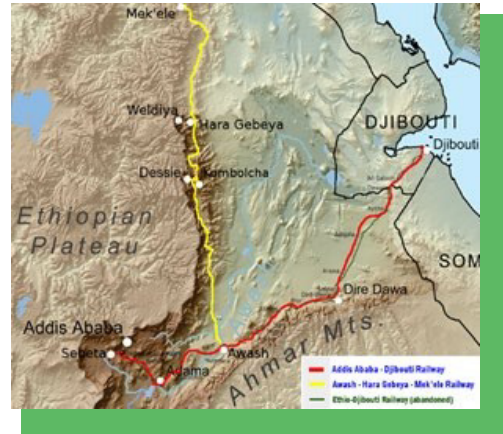 Mek'ele
Weldiya
Hara Gebeya
DJIBOUTI
Djibouti
Dessie
Kombolcha
Ethiopian
Plateau
SOM
Dire Dawa
Addis Ababa
Sebeta
Adama
Awash
Ahmar Mts.
Addis Ababa - Djibouti Railway
Awash - Hara Gebeya - Mek'ele Railway
Ethio-Djibouti Railway (abandoned)